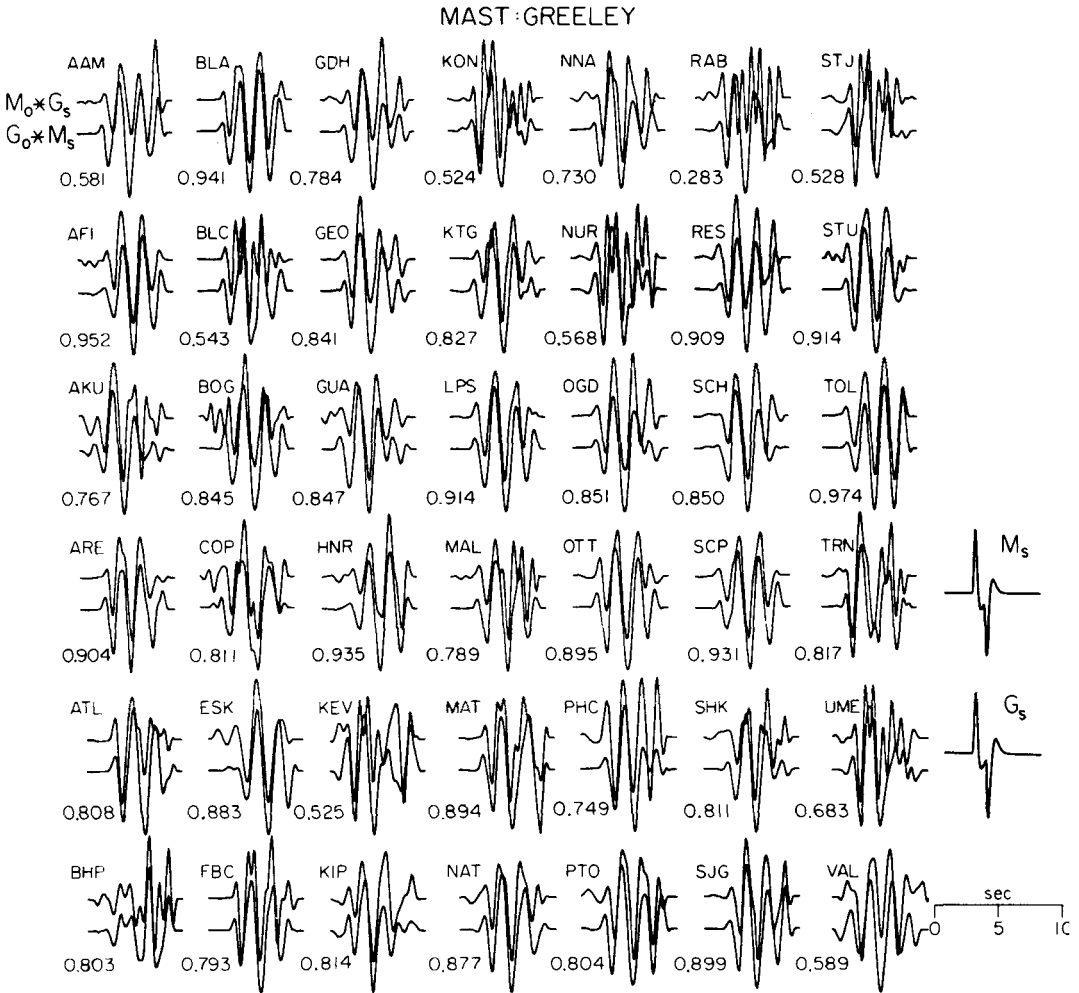 MAST:GREELEY
AAM BLA GDH KON NNA RAB STJ
Mo*Gs
Go*Ms
0.581 0.941 0.784 0.524 0.730 0.283 0.528
AFI BLC GEO KTG NUR RES STU
0.952 0.543 0.841 0.827 0.568 0.909 0.914
AKU BOG GUA LPS OGD SCH TOL
0.767 0.845 0.847 0.914 0.851 0.850 0.974
ARE COP HNR MAL OTT SCP TRN Ms
0.904 0.811 0.935 0.789 0.895 0.931 0.817
ATL ESK KEV MAT PHC SHK UME Gs
0.808 0.883 0.525 0.894 0.749 0.811 0.683
BHP FBC KIP NAT PTO SJG VAL
sec
0 5 10
0.803 0.793 0.814 0.877 0.804 0.899 0.589